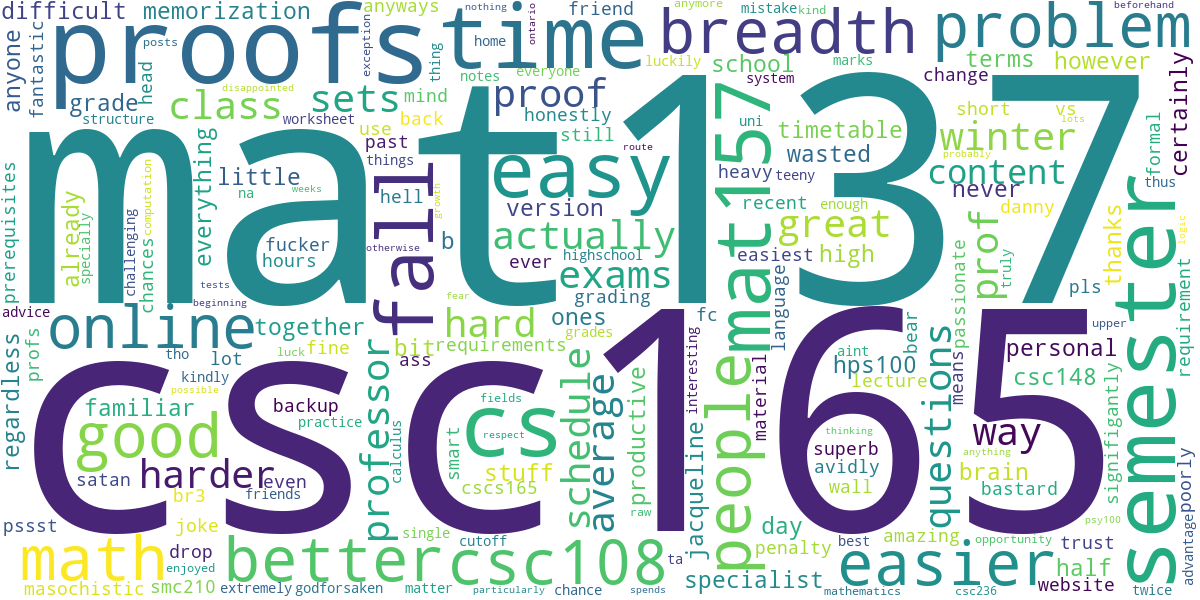 difficult
memorization
anyways
friend
nothing
home
ontario
anymore
mistake
kind
luckily
beforehand
anyone
fantastic
posts
proofs
exception
time
thing
notes
everyone
breadth
problem
school
marks
system
terms
however
change
grade
structure
head
disappointed
class
worksheet
sets
mind
back
use
past
things
proof
honestly
still
uni
route
timetable
wasted
short
vs
lots
probably
winter
formal
certainly
mat137
fall
easy
mat157
prerequisites
already
specially
challenging
computation
chances
everything
little
na
weeks
fucker
hours
hell
growth
otherwise
version
actually
ever
highschool
exams
grading
heavy
teeny
recent
enough
great
high
easiest
language
content
never
danny
passionate
prof
truly
thus
logic
pls
thanks
requirement
semester
tests
beginning
b
fear
advice
online
together
tho
lot
kindly
luck
fine
professor
bit
ass
hard
requirements
ones
grades
fc
interesting
people
material
aint
hps100
lecture
bear
questions
means
personal
csc148
upper
signifigantly
regardless
profs
csc165
familiar
good
backup
practice
possible
calculus
cs
fields
respect
smart
stuff
cscs165
schedule
average
productive
raw
jacqueline
thinking
superb
avidly
wall
way
anything
brain
bastard
poorly
advantage
satan
harder
even
br3
friends
pssst
joke
psy100
math
masochistic
enjoyed
smc210
drop
better
extremely
godforsaken
single
matter
cutoff
csc108
particularly
chance
ta
spends
specialist
day
penalty
best
mathematics
amazing
easier
opportunity
csc236
trust
half
website
twice